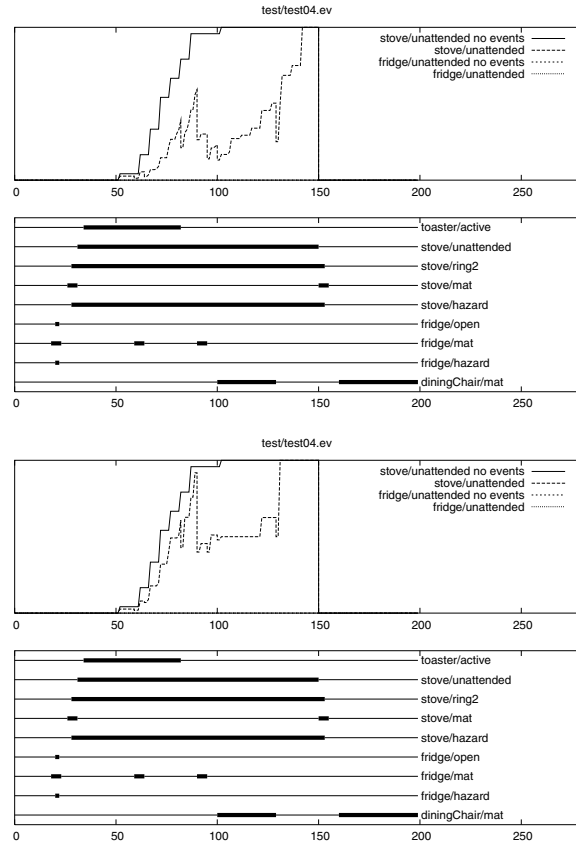 test/test04.ev
stove/unattended no events
stove/unattended
fridge/unattended no events
fridge/unattended
0 50 100 150 200 250
toaster/active
stove/unattended
stove/ring2
stove/mat
stove/hazard
fridge/open
fridge/mat
fridge/hazard
diningChair/mat
0 50 100 150 200 250
test/test04.ev
stove/unattended no events
stove/unattended
fridge/unattended no events
fridge/unattended
0 50 100 150 200 250
toaster/active
stove/unattended
stove/ring2
stove/mat
stove/hazard
fridge/open
fridge/mat
fridge/hazard
diningChair/mat
0 50 100 150 200 250